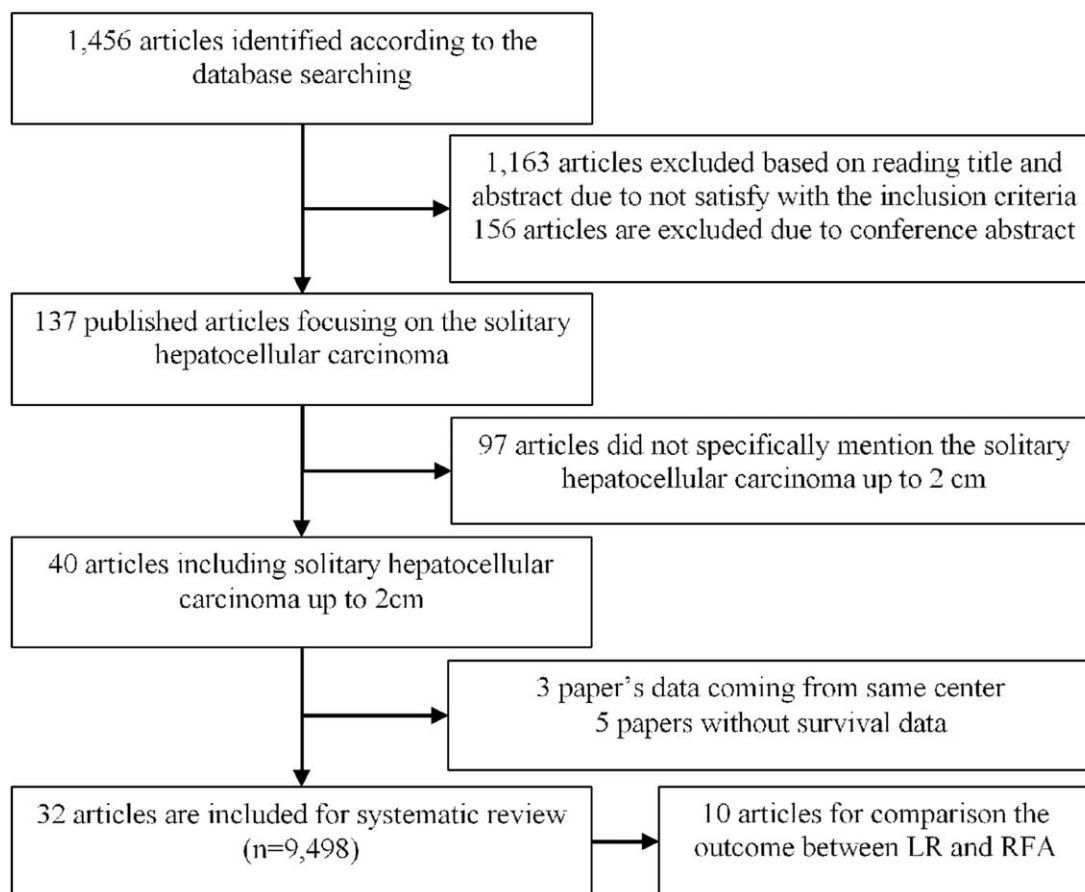 1,456 articles identified according to the
database searching
1,163 articles excluded based on reading title and
abstract due to not satisfy with the inclusion criteria
156 articles are excluded due to conference abstract
137 published articles focusing on the solitary
hepatocellular carcinoma
97 articles did not specifically mention the solitary
hepatocellular carcinoma up to 2 cm
40 articles including solitary hepatocellular
carcinoma up to 2cm
3 paper's data coming from same center
5 papers without survival data
32 articles are included for systematic review
(n=9,498)
10 articles for comparison the
outcome between LR and RFA